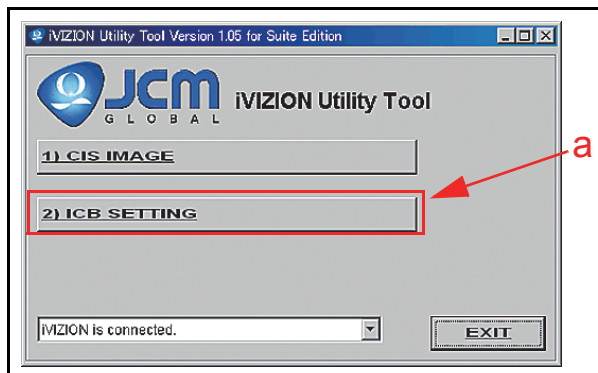 iVIZION Utility Tool Version 1.05 for Suite Edition
JCM
GLOBAL
iVIZION Utility Tool
1) CIS IMAGE
a
2) ICB SETTING
iVIZION is connected.
EXIT